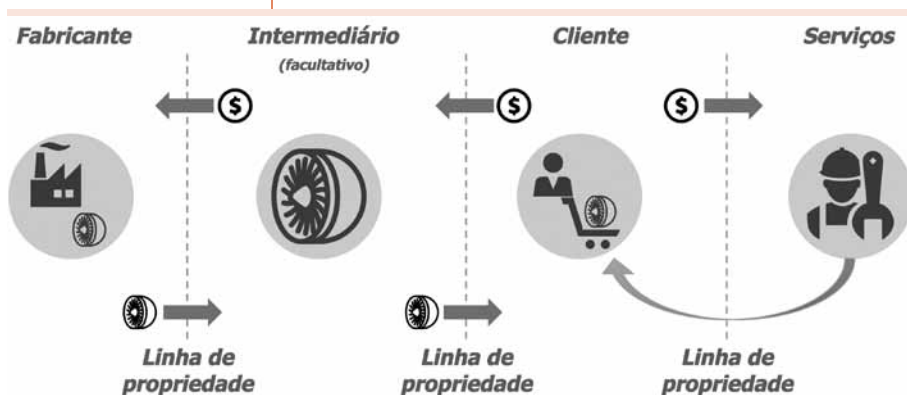 Fabricante
Intermediário
(facultativo)
Cliente
Serviços
$
$
$
Linha de
propriedade
Linha de
propriedade
Linha de
propriedade